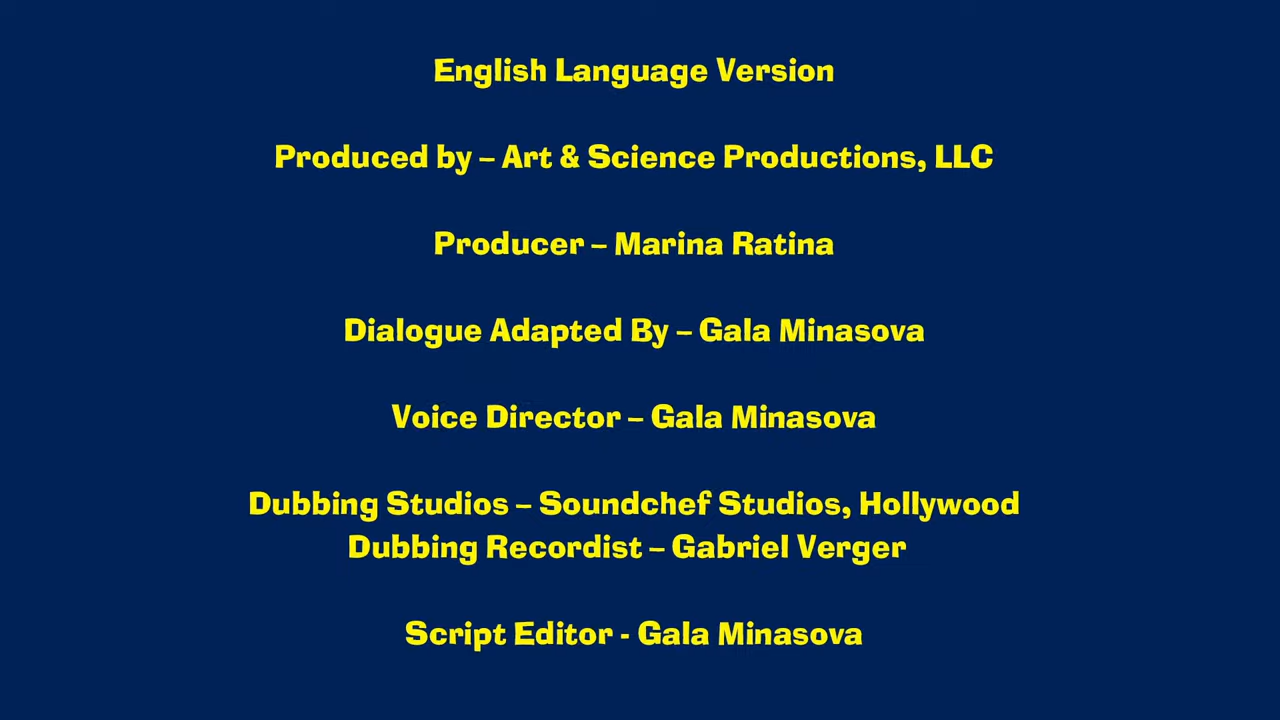 English Language Version
Produced by – Art & Science Productions, LLC
Producer – Marina Ratina
Dialogue Adapted By – Gala Minasova
Voice Director – Gala Minasova
Dubbing Studios – Soundchef Studios, Hollywood
Dubbing Recordist – Gabriel Verger
Script Editor - Gala Minasova